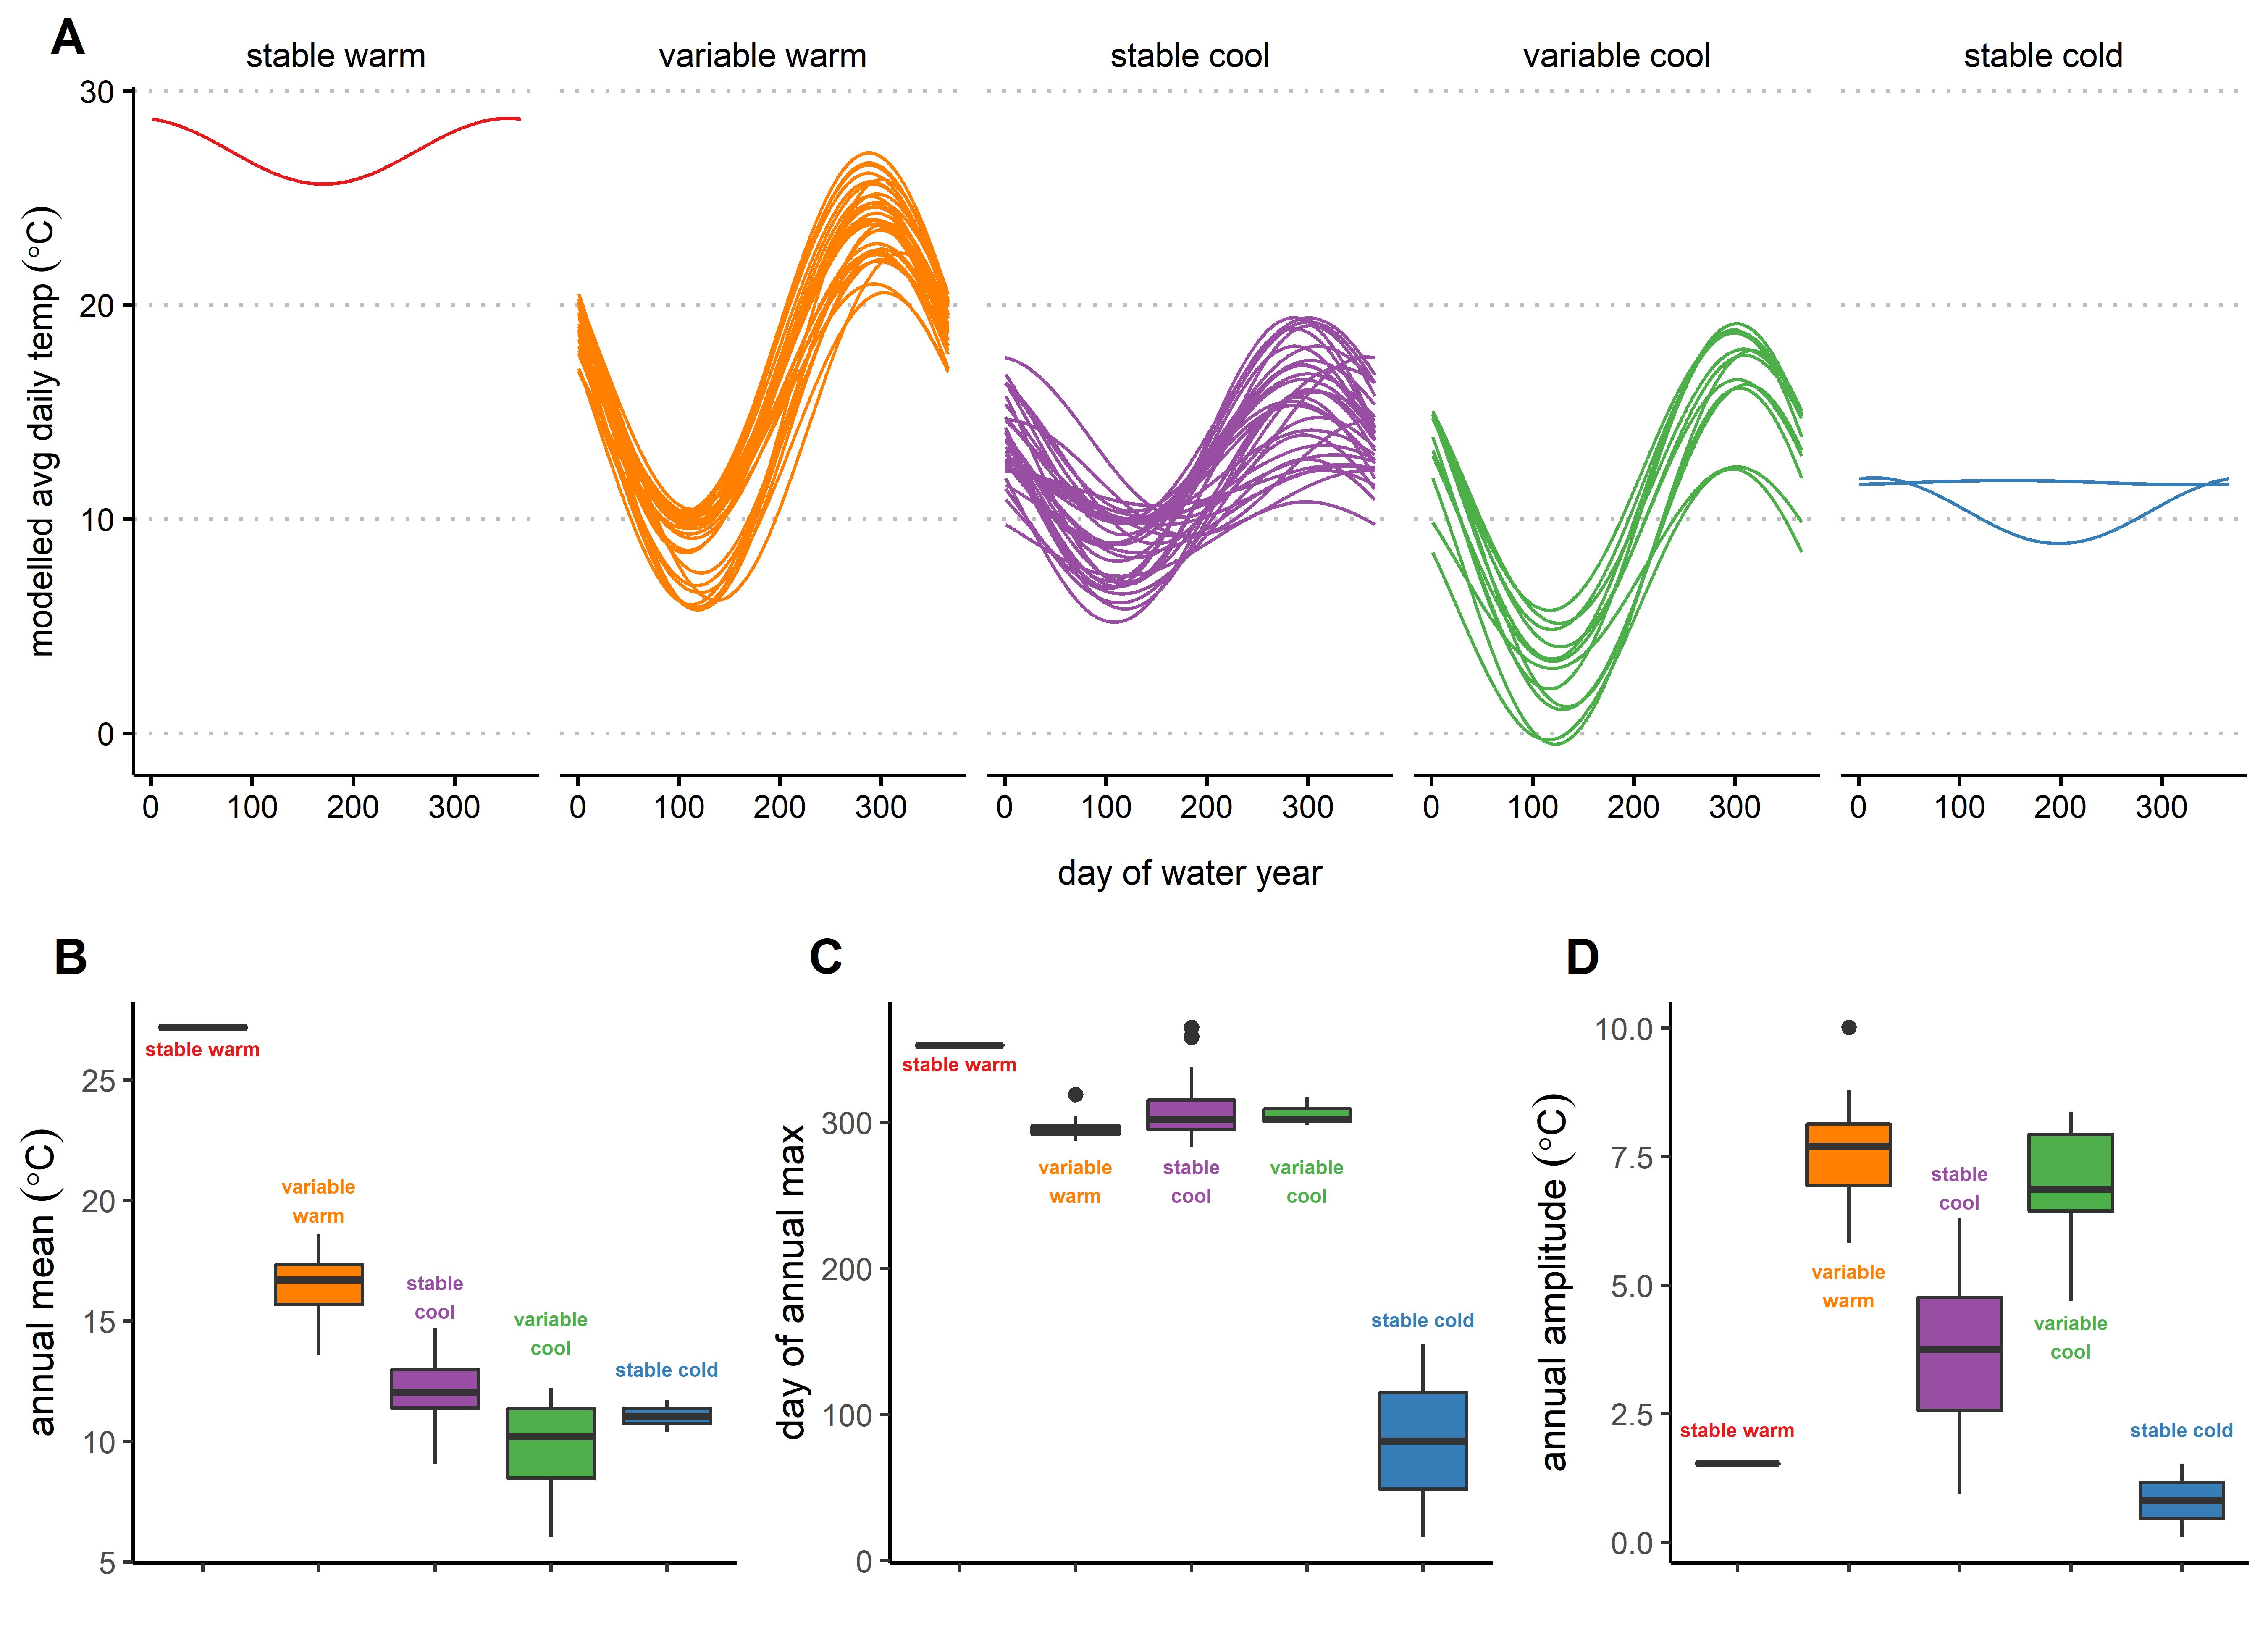 A
stable warm
variable warm
stable cool
variable cool
stable cold
modelled avg daily temp (°C)
30
20
10
0
0 100 200 300
0 100 200 300
0 100 200 300
0 100 200 300
0 100 200 300
day of water year
B
annual mean (°C)
25
20
15
10
5
stable warm
variable
warm
stable
cool
variable
cool
stable cold
C
day of annual max
300
200
100
0
stable warm
variable
warm
stable
cool
variable
cool
stable cold
D
annual amplitude (°C)
10.0
7.5
5.0
2.5
0.0
stable warm
variable
warm
stable
cool
variable
cool
stable cold